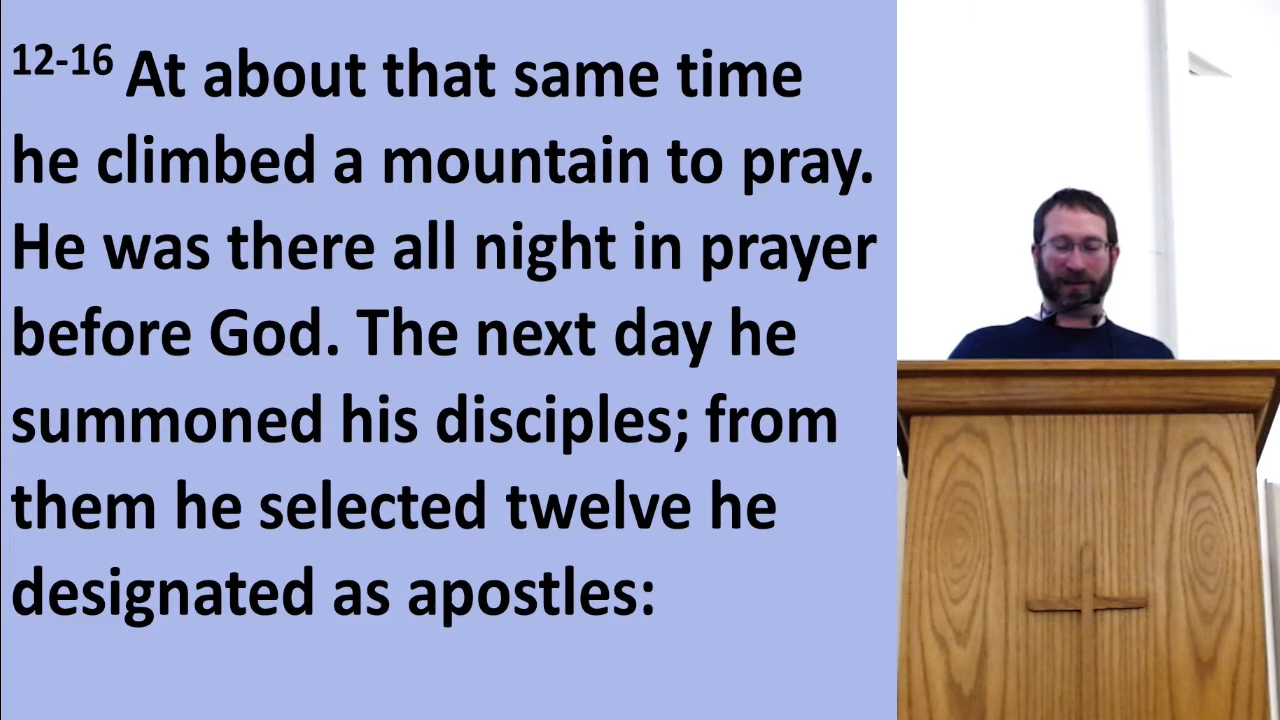 12-16 At about that same time
he climbed a mountain to pray.
He was there all night in prayer
before God. The next day he
summoned his disciples; from
them he selected twelve he
designated as apostles: